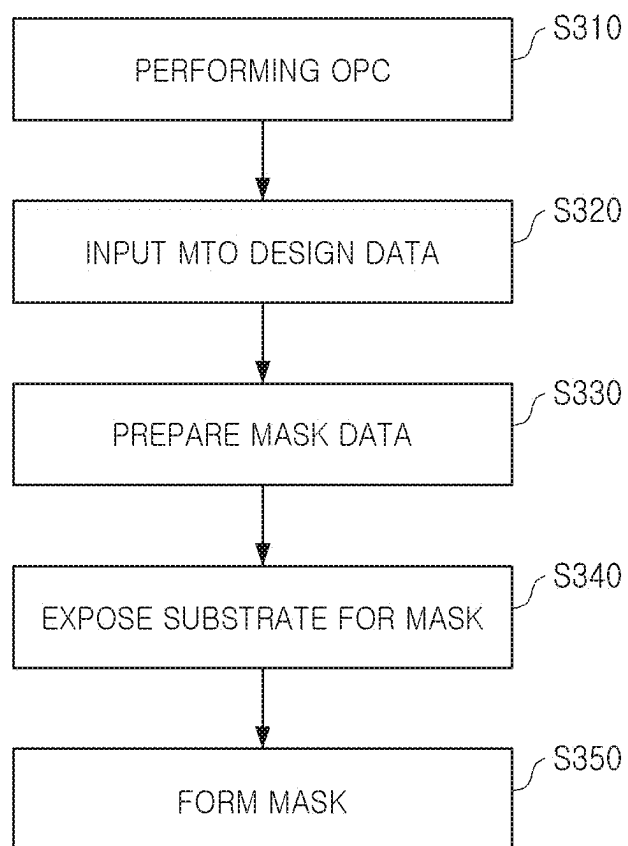 S310
PERFORMING OPC
S320
INPUT MTO DESIGN DATA
S330
PREPARE MASK DATA
S340
EXPOSE SUBSTRATE FOR MASK
S350
FORM MASK